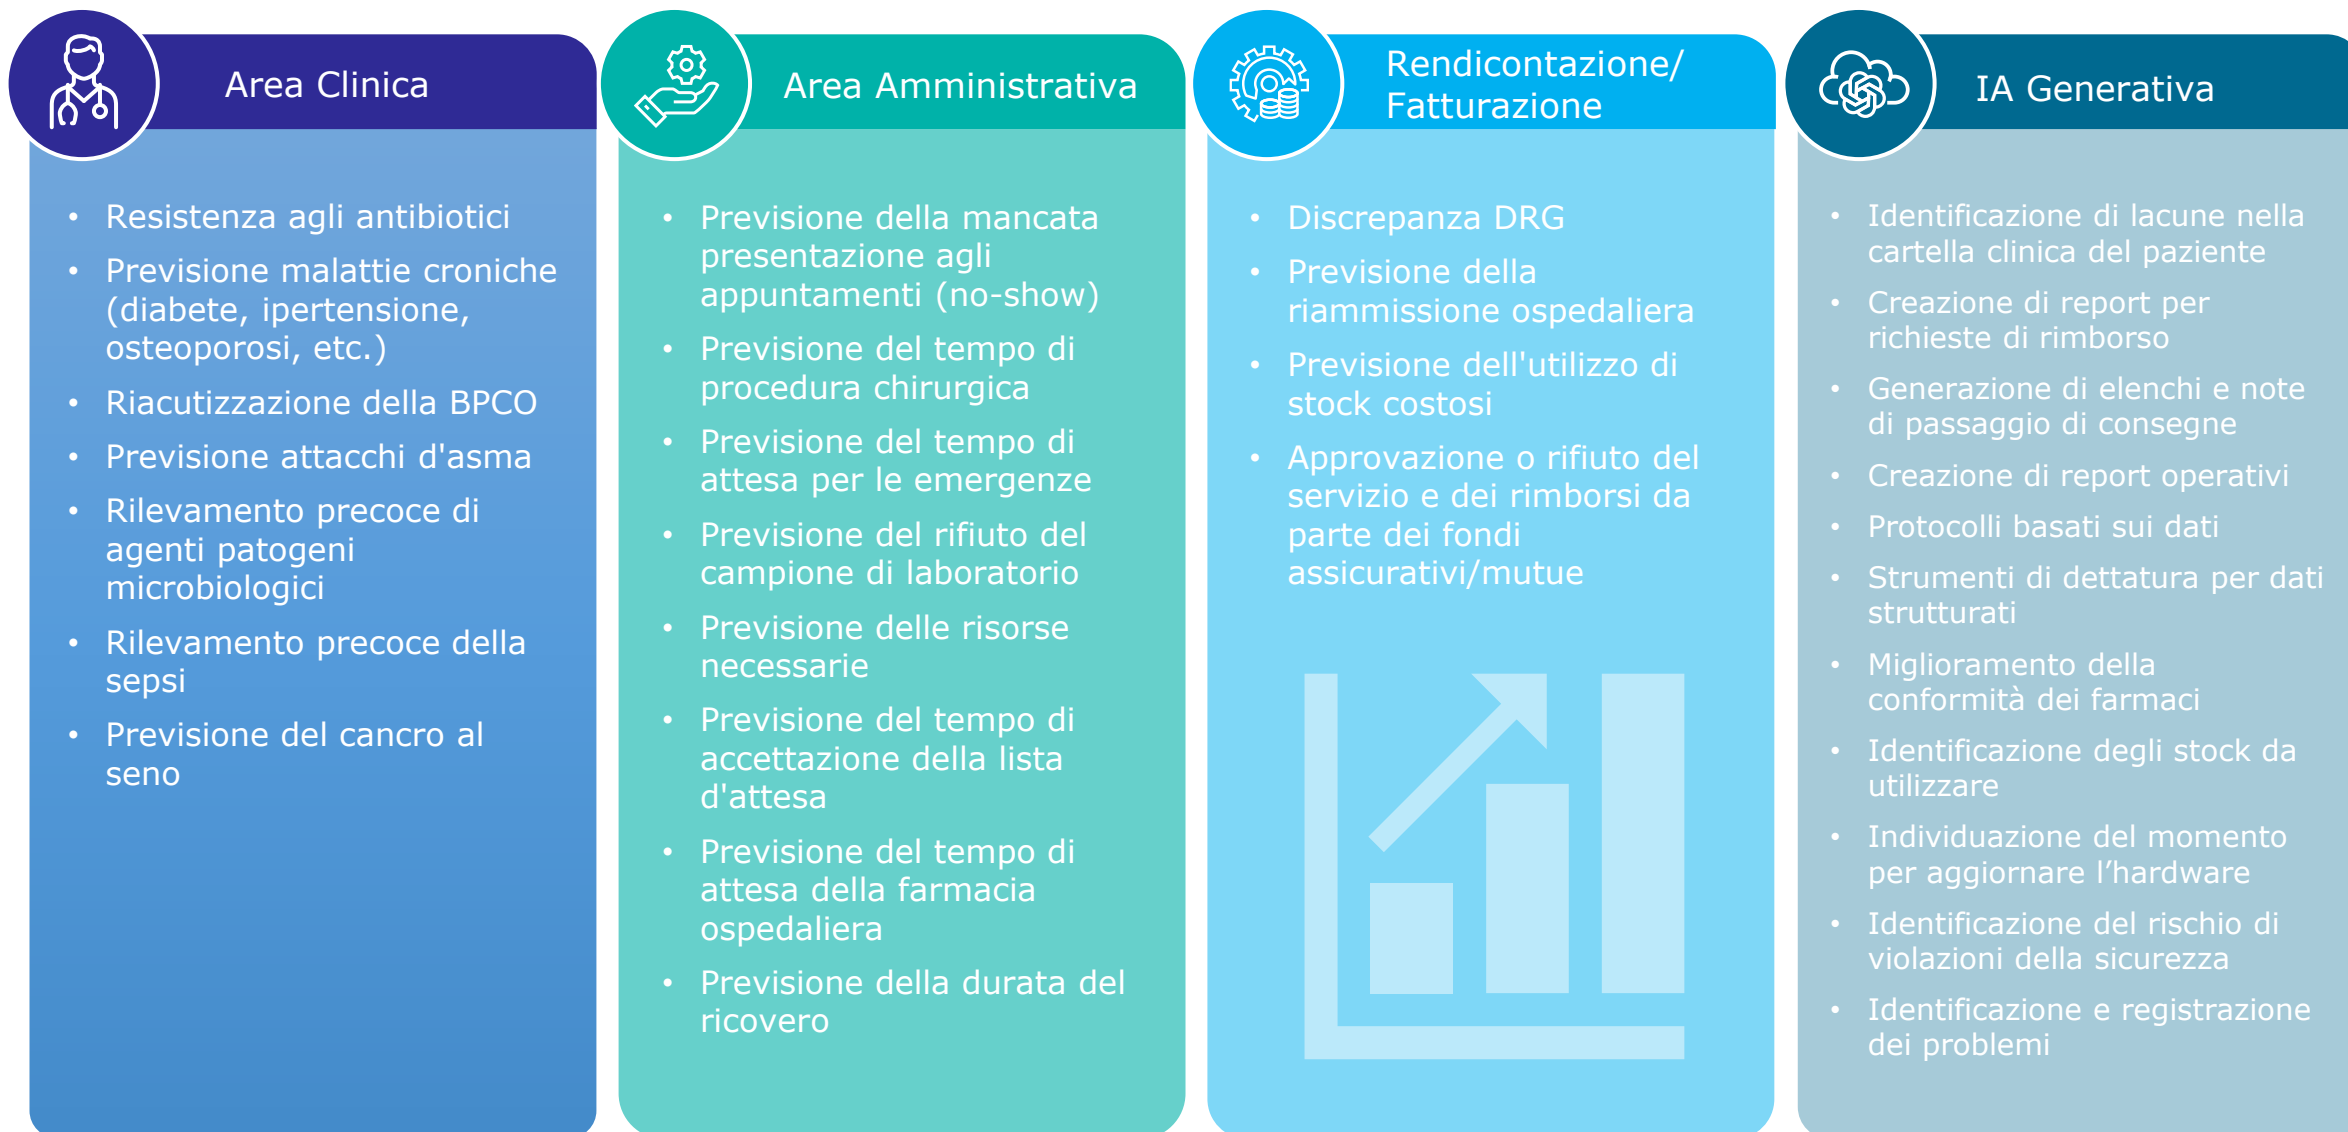 Area Clinica
• Resistenza agli antibiotici
• Previsione malattie croniche
(diabete, ipertensione,
osteoporosi, etc.)
• Riacutizzazione della BPCO
• Previsione attacchi d'asma
• Rilevamento precoce di
agenti patogeni
microbiologici
• Rilevamento precoce della
sepsi
• Previsione del cancro al
seno
Area Amministrativa
• Previsione della mancata
presentazione agli
appuntamenti (no-show)
• Previsione del tempo di
procedura chirurgica
• Previsione del tempo di
attesa per le emergenze
• Previsione del rifiuto del
campione di laboratorio
• Previsione delle risorse
necessarie
• Previsione del tempo di
accettazione della lista
d'attesa
• Previsione del tempo di
attesa della farmacia
ospedaliera
• Previsione della durata del
ricovero
Rendicontazione/
Fatturazione
• Discrepanza DRG
• Previsione della
riammissione ospedaliera
• Previsione dell'utilizzo di
stock costosi
• Approvazione o rifiuto del
servizio e dei rimborsi da
parte dei fondi
assicurativi/mutue
IA Generativa
• Identificazione di lacune nella
cartella clinica del paziente
• Creazione di report per
richieste di rimborso
• Generazione di elenchi e note
di passaggio di consegne
• Creazione di report operativi
• Protocolli basati sui dati
• Strumenti di dettatura per dati
strutturati
• Miglioramento della
conformità dei farmaci
• Identificazione degli stock da
utilizzare
• Individuazione del momento
per aggiornare l’hardware
• Identificazione del rischio di
violazioni della sicurezza
• Identificazione e registrazione
dei problemi